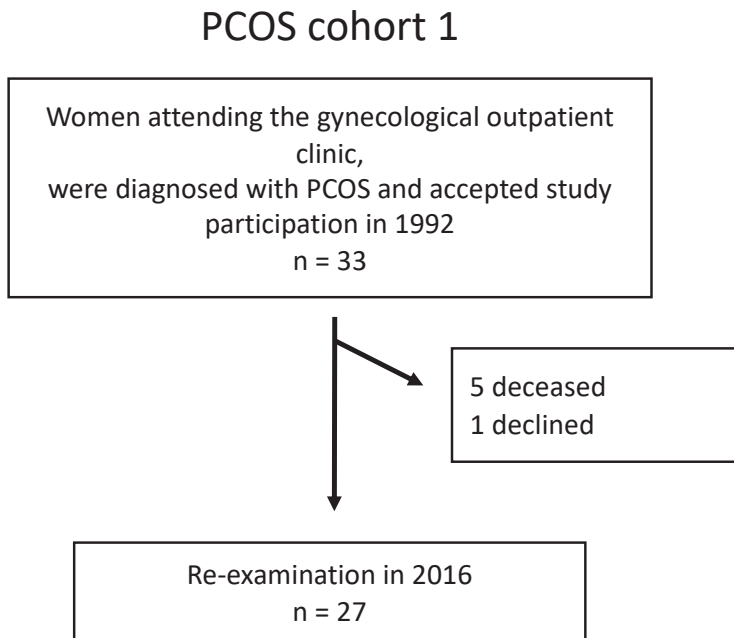 PCOS cohort 1
Women attending the gynecological outpatient
clinic,
were diagnosed with PCOS and accepted study
participation in 1992
n = 33
5 deceased
1 declined
Re-examination in 2016
n = 27